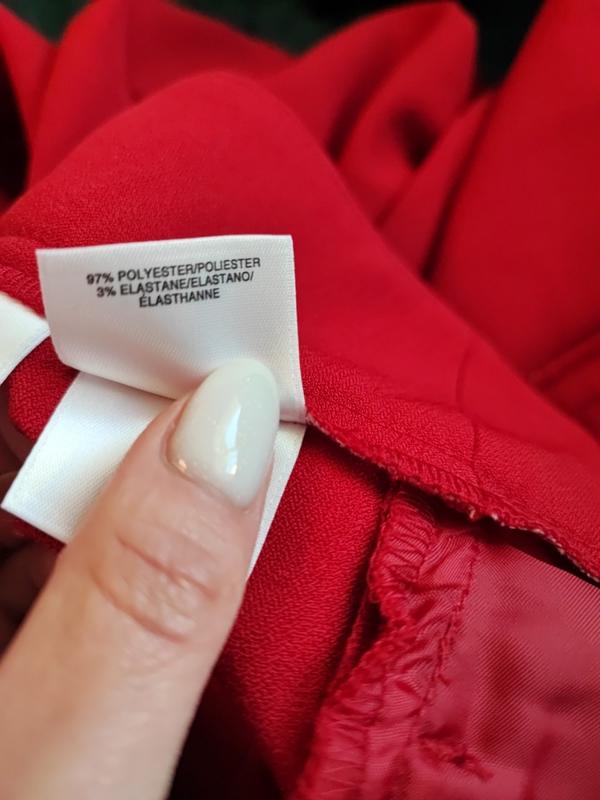 97% POLYESTER/POLIESTER
3% ELASTANE/ELASTANO/
ÉLASTHANNE